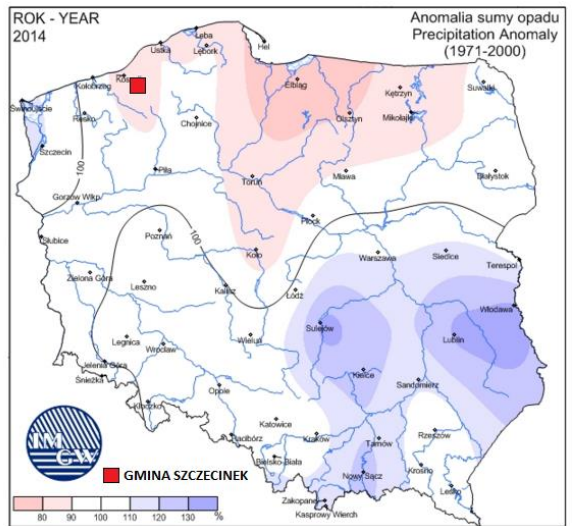 ROK - YEAR
2014
Anomalia sumy opadu
Precipitation Anomaly
(1971-2000)
Łeba
Hel
Ustka
Lębork
Kołobrzeg
Elbląg
Kętrzyn
Suwałki
Świnoujście
Resko
Chojnice
Olsztyn
Mikołajki
Szczecin
Piła
Toruń
Mława
Białystok
100
Gorzów Wlkp.
Płock
Słubice
Poznań
100
Koło
Warszawa
Siedlce
Terespol
Zielona Góra
Leszno
Kalisz
Łódź
Włodawa
Sulejów
Lublin
Legnica
Wrocław
Wieluń
Jelenia Góra
Śnieżka
Kielce
Sandomierz
Opole
Kłodzko
Katowice
Racibórz
Kraków
Tarnów
Rzeszów
Bielsko-Biała
Nowy Sącz
Krosno
Lesko
Zakopane
Kasprowy Wierch
IM
GW
GMINA SZCZECINEK
80 90 100 110 120 130 %